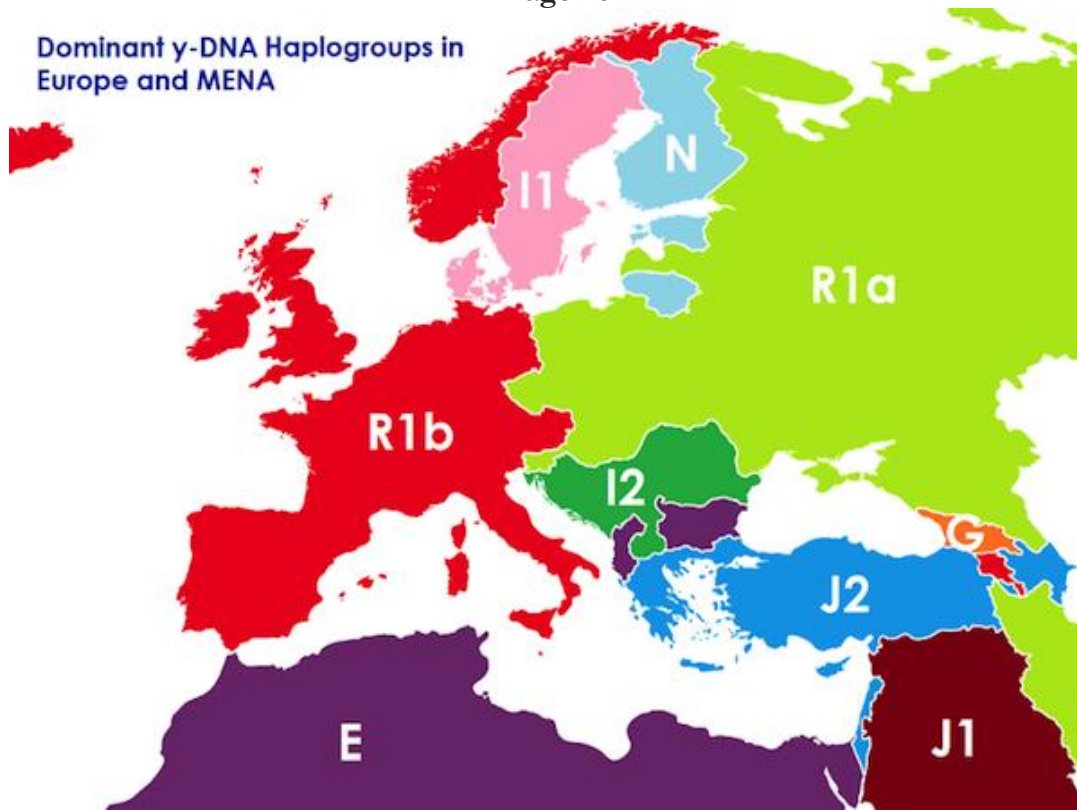 Dominant y-DNA Haplogroups in
Europe and MENA
N
I1
R1a
R1b
I2
G
J2
E
J1